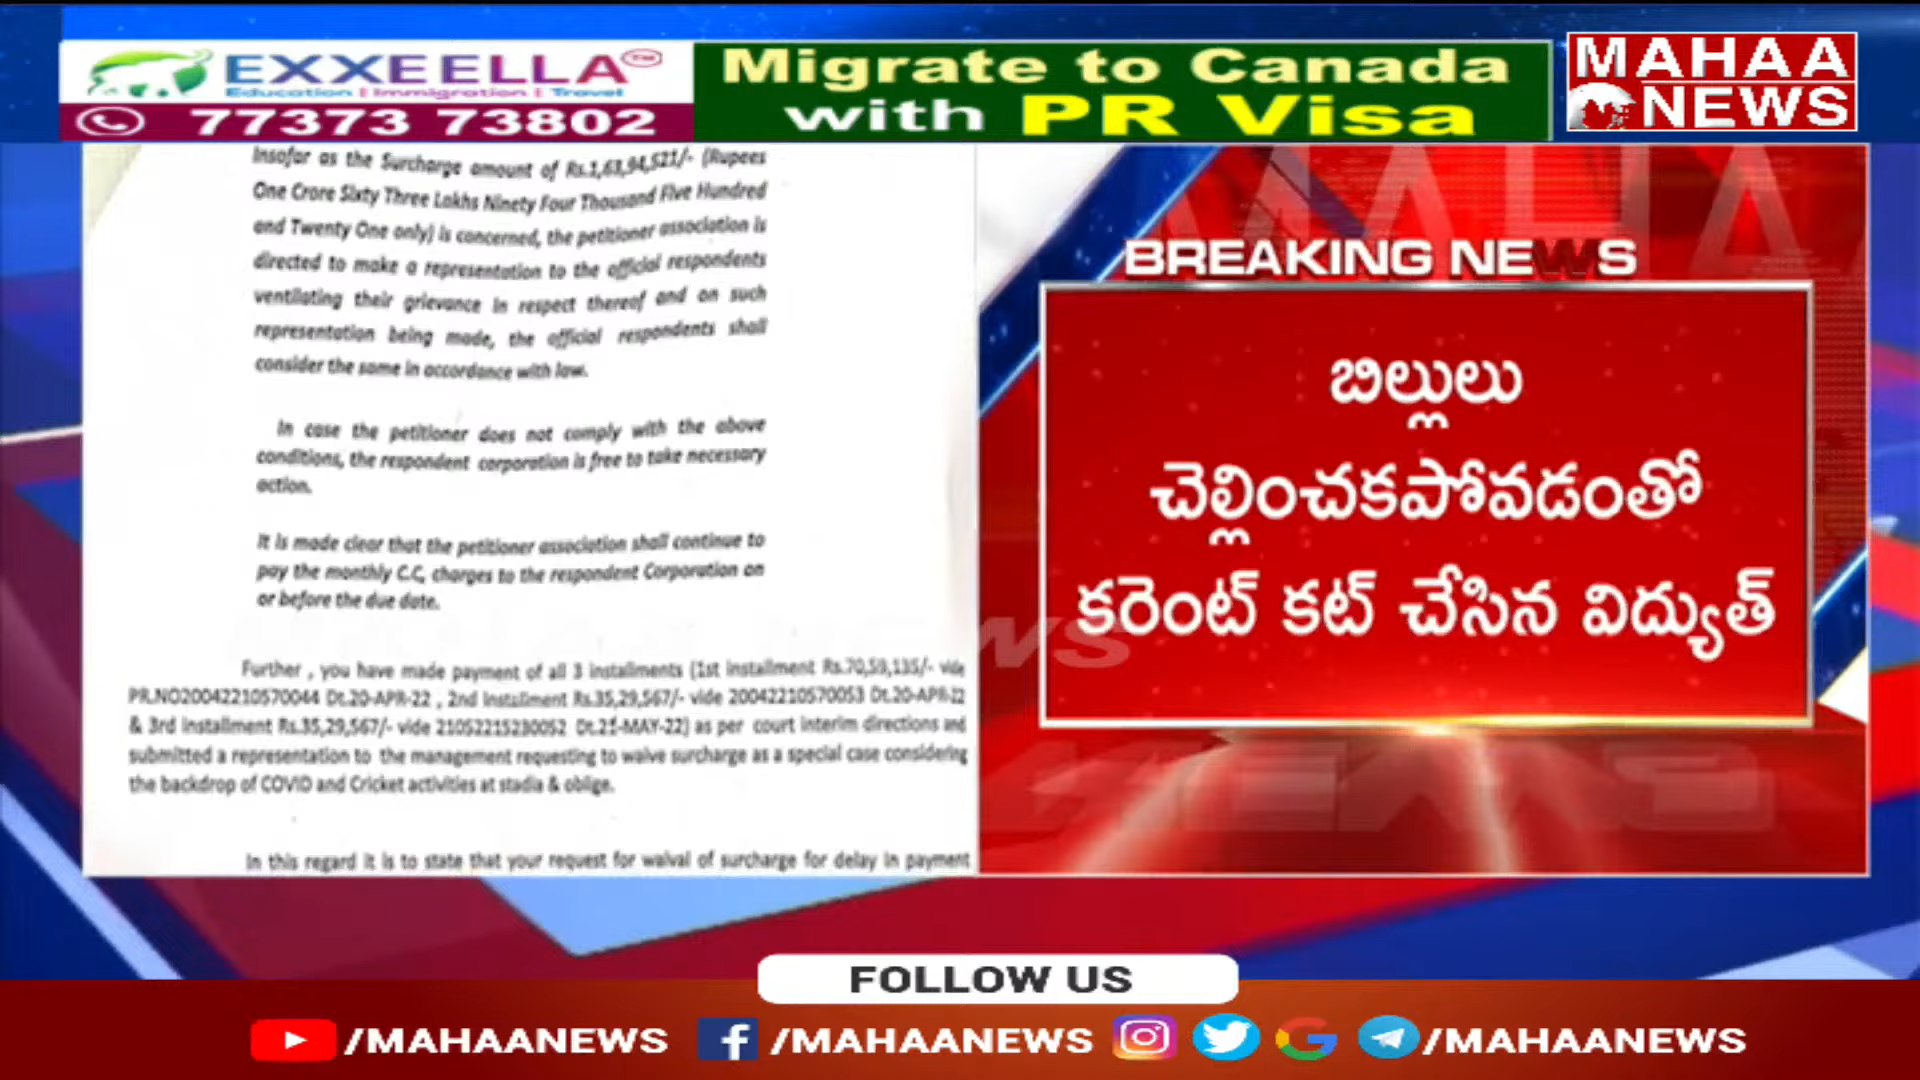 EXXEELLA TM
Education | Immigration | Travel
77373 73802
Migrate to Canada
with PR Visa
MAHAA
NEWS
Insofar as the Surcharge amount of Rs.1,63,94,521/- (Rupees
One Crore Sixty Three Lakhs Ninety Four Thousand Five Hundred
and Twenty One only) is concerned, the petitioner association is
directed to make a representation to the official respondents
ventilating their grievance in respect thereof and on such
representation being made, the official respondents shall
consider the same in accordance with law.
In case the petitioner does not comply with the above
conditions, the respondent corporation is free to take necessary
action.
It is made clear that the petitioner association shall continue to
pay the monthly C.C, charges to the respondent Corporation on
or before the due date.
Further , you have made payment of all 3 installments (1st installment Rs.70,59,135/- vide
PR.NO20042210570044 Dt.20-APR-22 , 2nd installment Rs.35,29,567/- vide 20042210570053 Dt.20-APR-22
& 3rd installment Rs.35,29,567/- vide 21052215230052 Dt.21-MAY-22) as per court interim directions and
submitted a representation to the management requesting to waive surcharge as a special case considering
the backdrop of COVID and Cricket activities at stadia & oblige.
In this regard it is to state that your request for waival of surcharge for delay in payment
BREAKING NEWS
బిల్లులు
చెల్లించకపోవడంతో
కరెంట్ కట్ చేసిన విద్యుత్
FOLLOW US
/MAHAANEWS /MAHAANEWS /MAHAANEWS